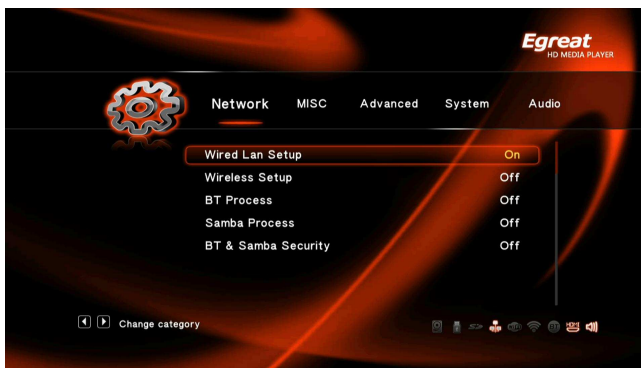 Egreat
HD MEDIA PLAYER
Network MISC Advanced System Audio
Wired Lan Setup On
Wireless Setup Off
BT Process Off
Samba Process Off
BT & Samba Security Off
Change category